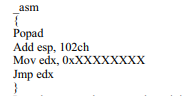 _asm
{
Popad
Add esp, 102ch
Mov edx, 0xXXXXXXXX
Jmp edx
}